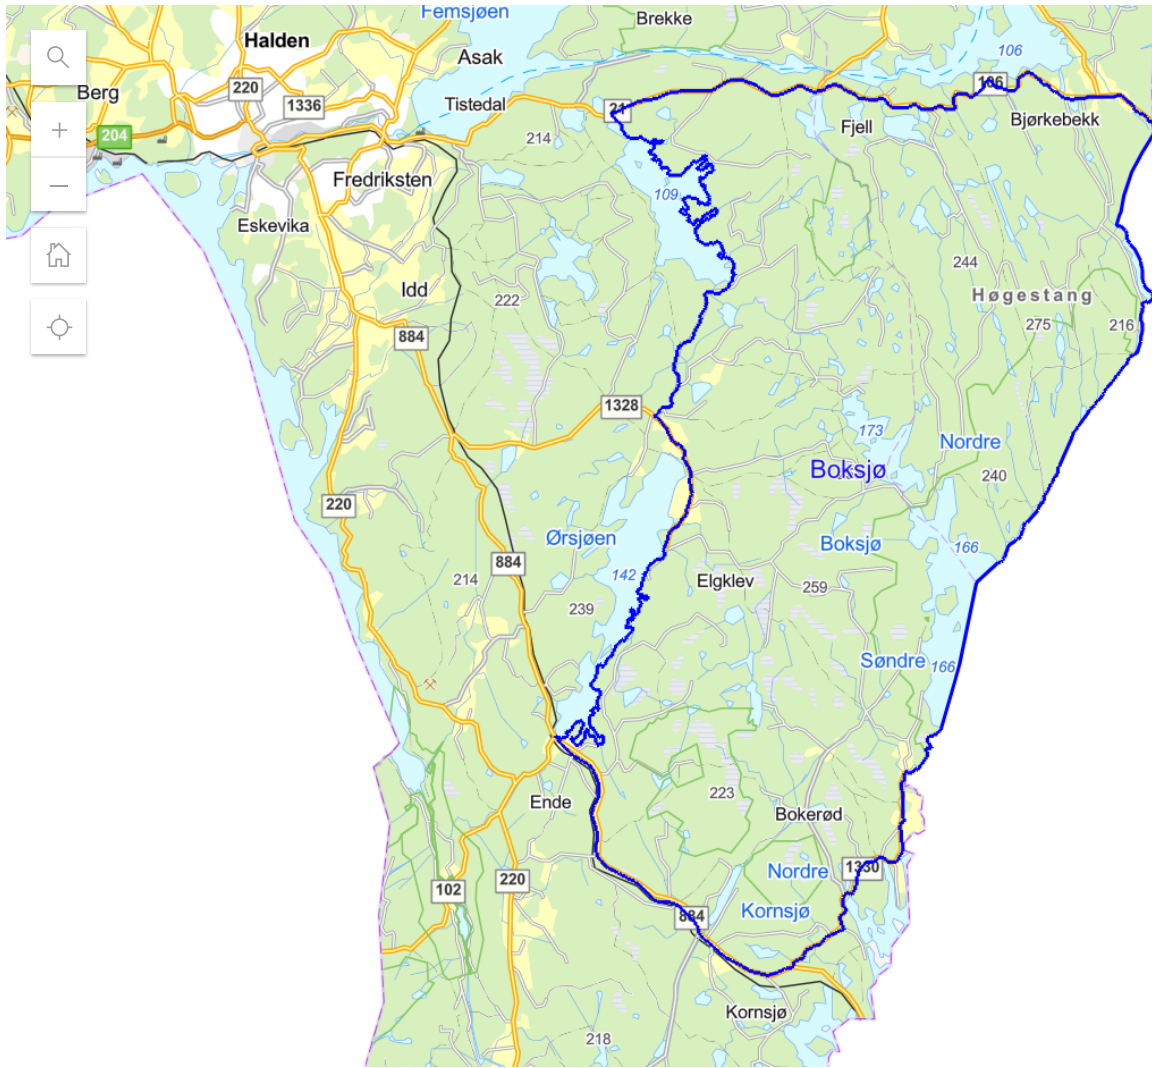 Femsjøen
Brekke
Halden
Asak
106
220
Berg
1336
Tistedal
106
21
204
214
Fjell
Bjørkebekk
Fredriksten
109
Eskevika
244
Idd
222
Høgestang
275
216
884
1328
173
Nordre
Boksjø
240
220
Ørsjøen
Boksjø
166
884
142
214
Elgklev
259
239
Søndre
166
223
Ende
Bokerød
1330
Nordre
102
220
Kornsjø
884
Kornsjø
218